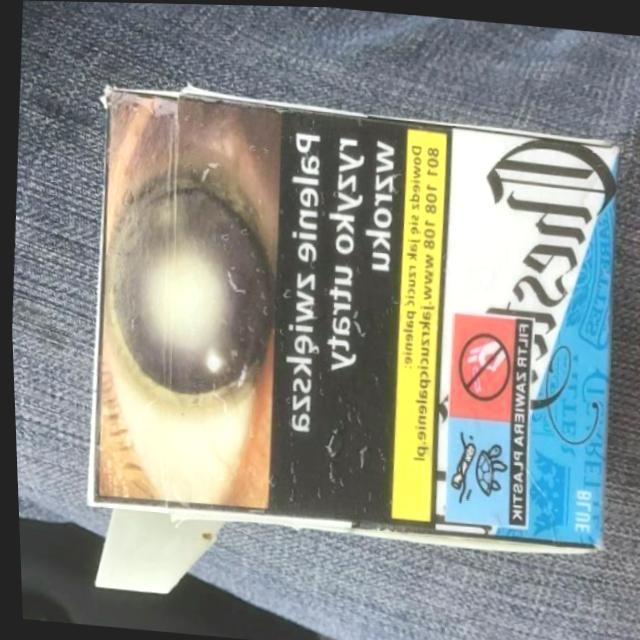 Palenie zwiększa
ryzyko utraty
wzroku
Dowiedz się jak rzucić palenie:
801 108 108 www.jakrzucicpalenie.pl
FILTR ZAWIERA PLASTIK
BLUE